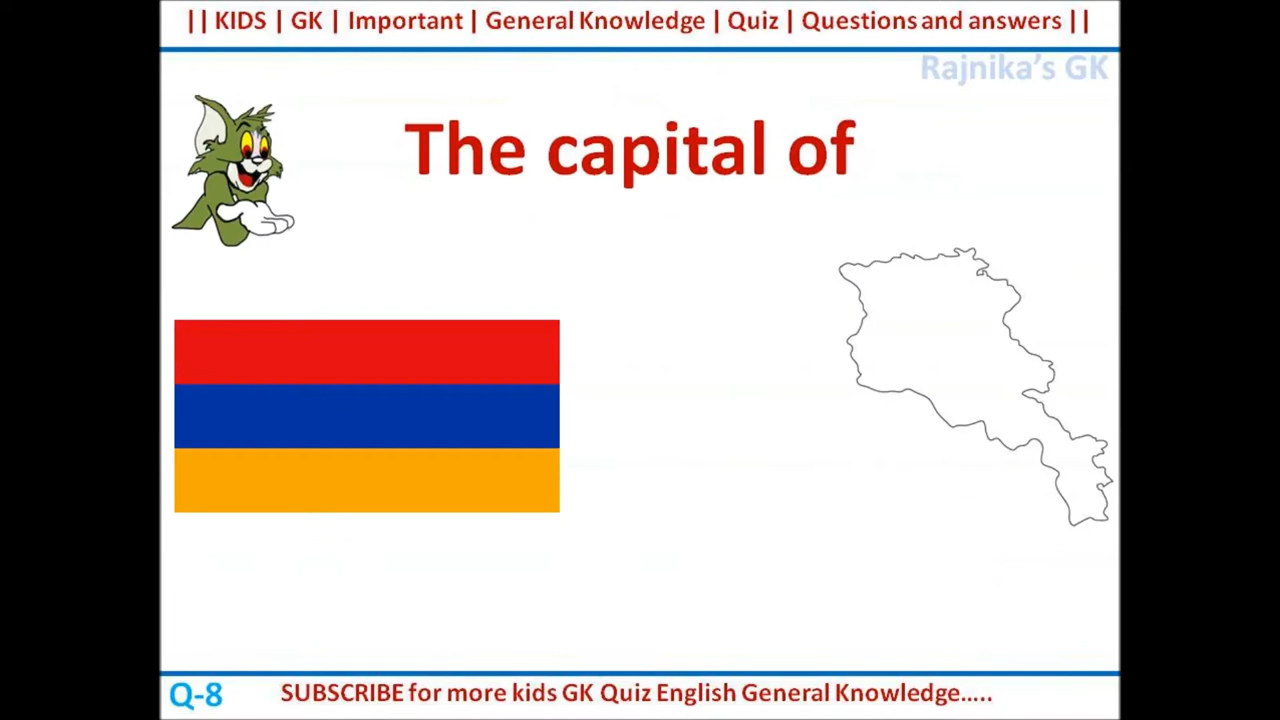 || KIDS | GK | Important | General Knowledge | Quiz | Questions and answers ||
Rajnika's GK
The capital of
Q-8
SUBSCRIBE for more kids GK Quiz English General Knowledge.....